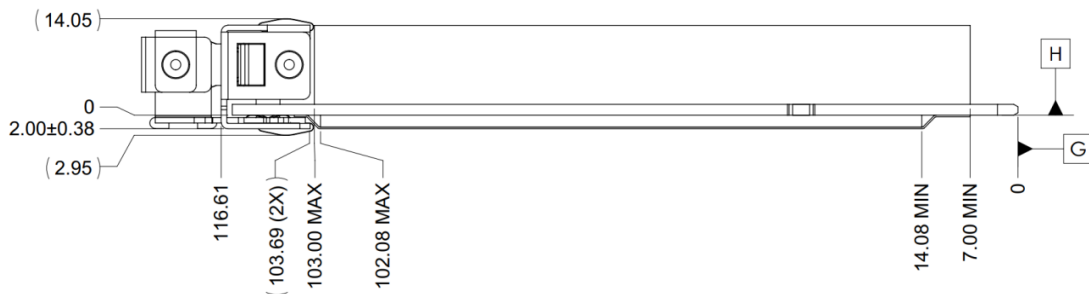 (14.05)
H
0
2.00±0.38
(2.95)
G
116.61
(103.69 (2X)
103.00 MAX
102.08 MAX
14.08 MIN
7.00 MIN
0